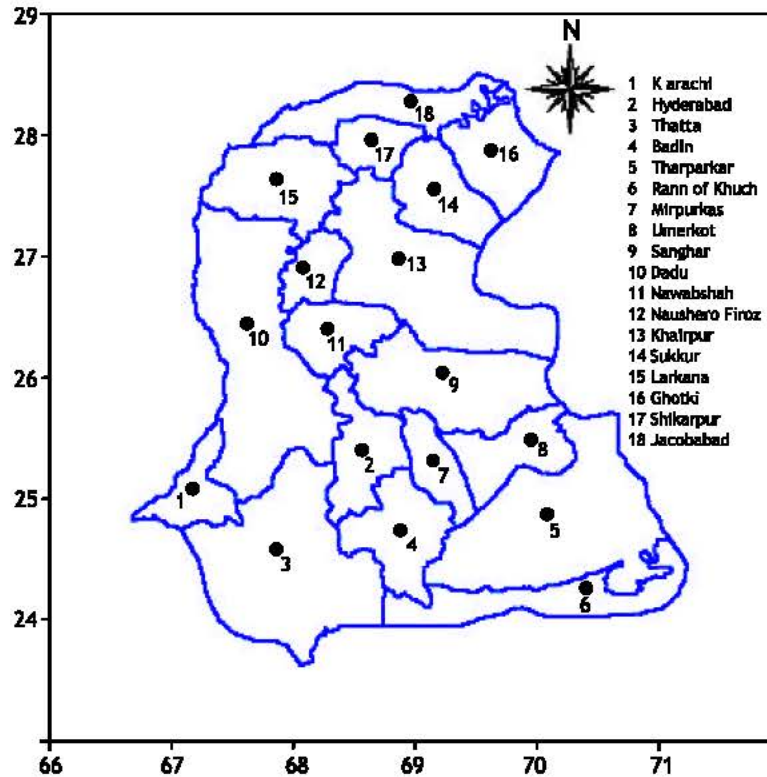 29
N
1 K arachi
2 Hyderabad
3 Thatta
4 Badin
5 Tharparkar
6 Rann of Khuch
7 Mirpurkas
8 Umerkot
9 Sanghar
10 Dadu
11 Nawabshah
12 Naushero Firoz
13 Khairpur
14 Sukkur
15 Larkana
16 Ghotki
17 Shikarpur
18 Jacobabad
18
28
17
16
15
14
27
13
12
10
11
26
9
8
2
7
25
1
5
4
3
24
6
66 67 68 69 70 71